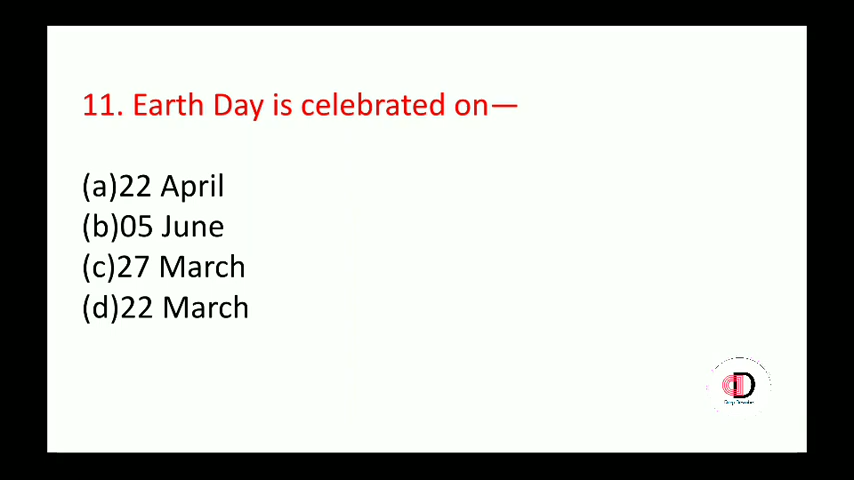 11. Earth Day is celebrated on—
(a)22 April
(b)05 June
(c)27 March
(d)22 March